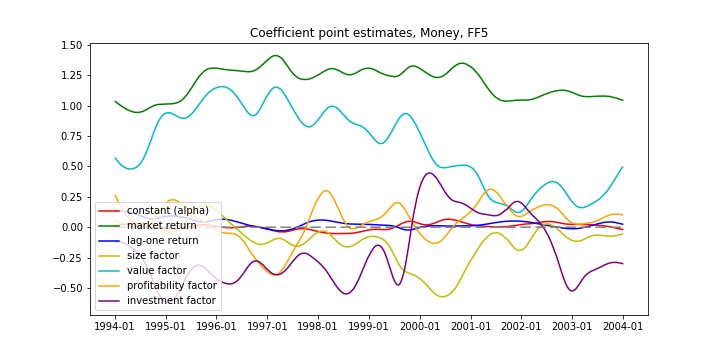 Coefficient point estimates, Money, FF5
1.50
1.25
1.00
0.75
0.50
0.25
0.00
−0.25
−0.50
constant (alpha)
market return
lag-one return
size factor
value factor
profitability factor
investment factor
1994-01 1995-01 1996-01 1997-01 1998-01 1999-01 2000-01 2001-01 2002-01 2003-01 2004-01